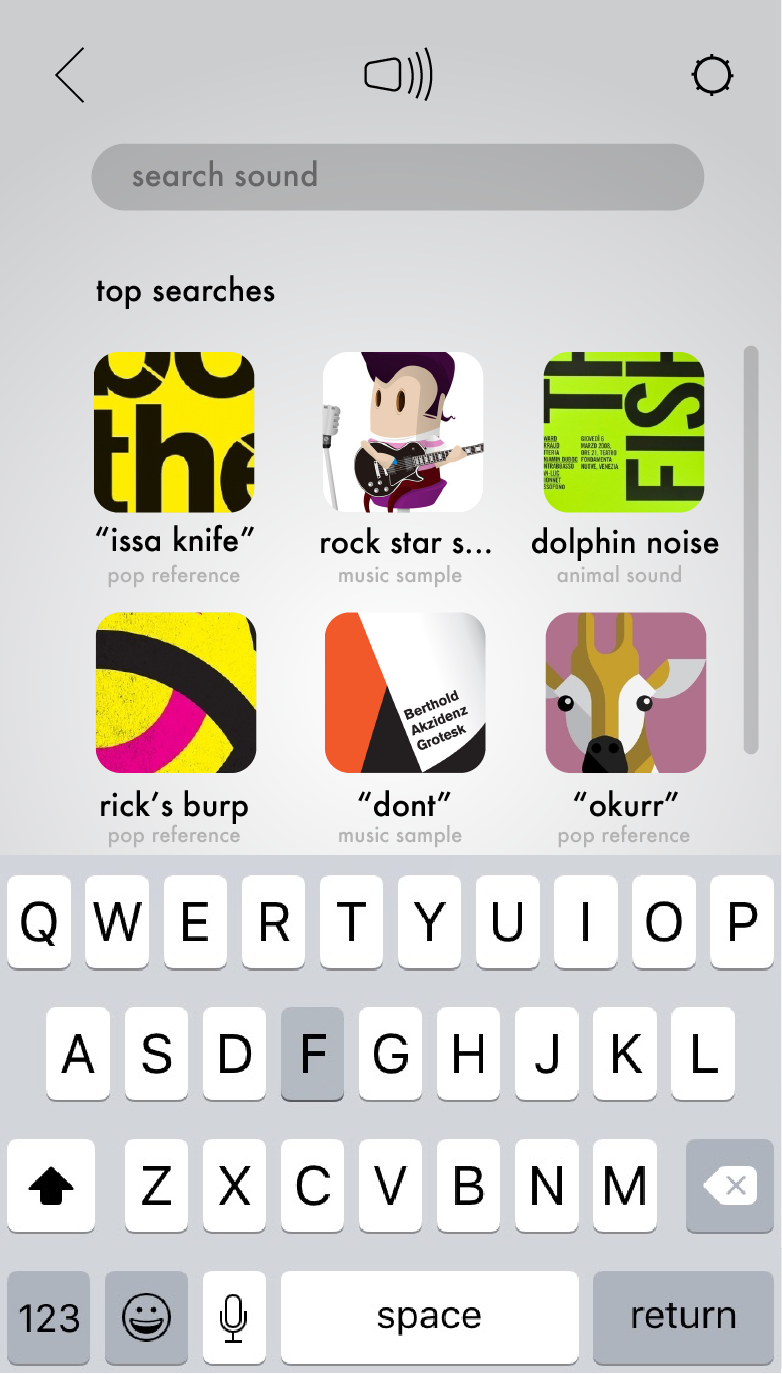 search sound
top searches
the
TH
FISH
GIOVEDÌ 6
MARZO 2008,
ORE 21, TEATRO
FONDAMENTA
NUOVE, VENEZIA
“issa knife”
rock star s...
dolphin noise
pop reference
music sample
animal sound
Berthold
Akzidenz
Grotesk
rick’s burp
“dont”
“okurr”
pop reference
music sample
pop reference
Q W E R T Y U I O P
A S D F G H J K L
Z X C V B N M
123
space
return